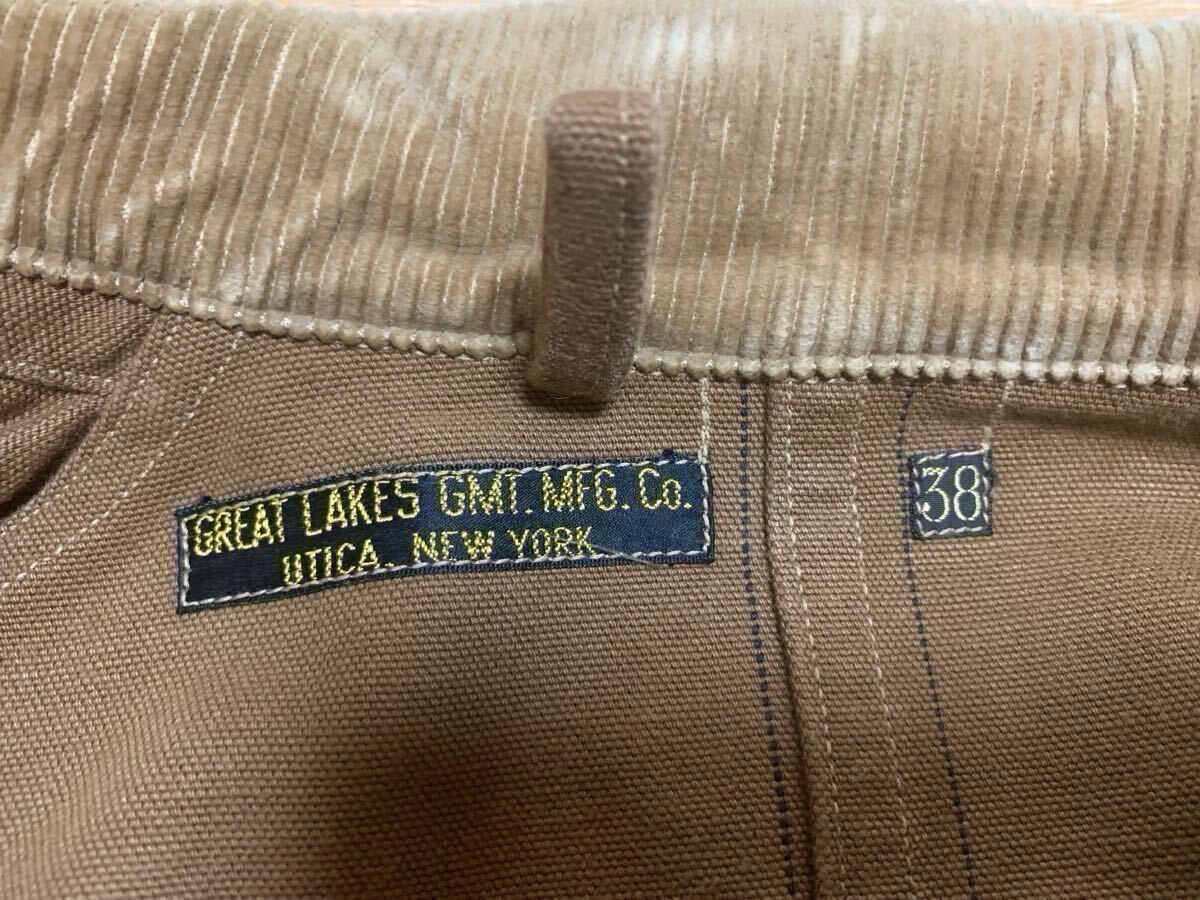 GREAT LAKES GMT. MFG. Co.
UTICA, NEW YORK
38